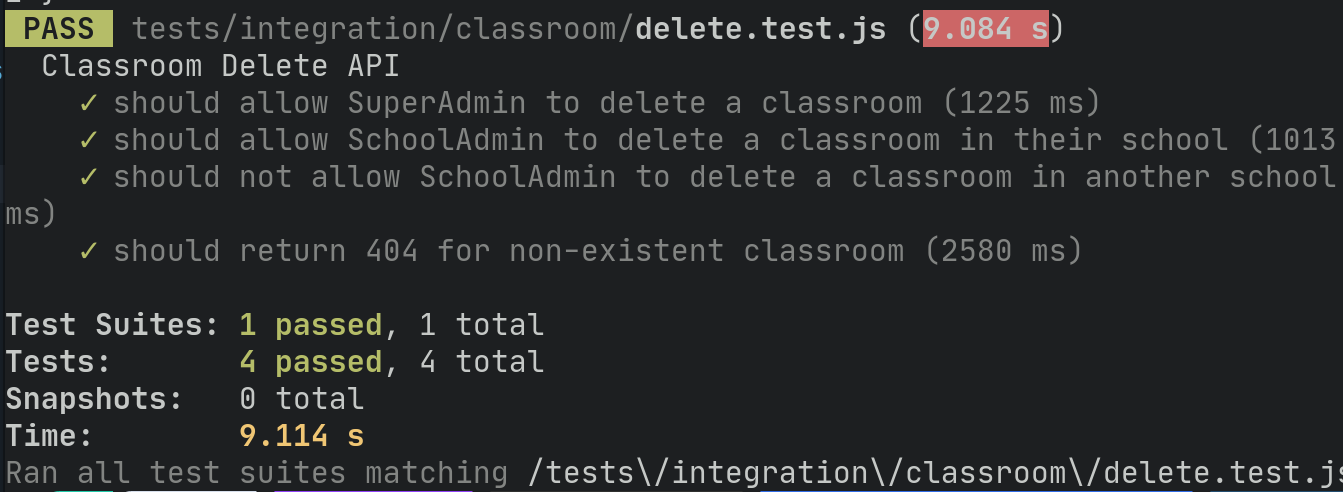 PASS tests/integration/classroom/delete.test.js (9.084 s)
Classroom Delete API
✓ should allow SuperAdmin to delete a classroom (1225 ms)
✓ should allow SchoolAdmin to delete a classroom in their school (1013
✓ should not allow SchoolAdmin to delete a classroom in another school
ms)
✓ should return 404 for non-existent classroom (2580 ms)
Test Suites: 1 passed, 1 total
Tests: 4 passed, 4 total
Snapshots: 0 total
Time: 9.114 s
Ran all test suites matching /tests\/integration\/classroom\/delete.test.js